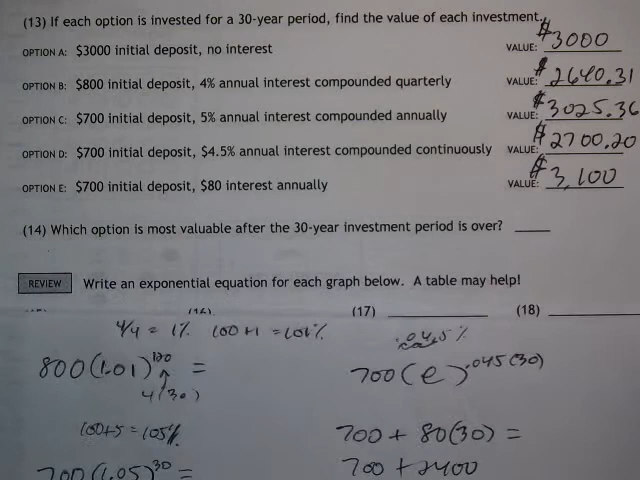 (13) If each option is invested for a 30-year period, find the value of each investment.
OPTION A: $3000 initial deposit, no interest VALUE: $3000
OPTION B: $800 initial deposit, 4% annual interest compounded quarterly VALUE: $2640.31
OPTION C: $700 initial deposit, 5% annual interest compounded annually VALUE: $3025.36
OPTION D: $700 initial deposit, $4.5% annual interest compounded continuously VALUE: $2700.20
OPTION E: $700 initial deposit, $80 interest annually VALUE: $3,100
(14) Which option is most valuable after the 30-year investment period is over? ____
REVIEW Write an exponential equation for each graph below. A table may help!
(17) ____ (18) ____
4/4 = 1% 100+1 = 101% .045%
800(1.01)^120 = 700(e)^.045(30)
4(30)
100+5 = 105% 700 + 80(30) =
700(1.05)^30 = 700 + 2400